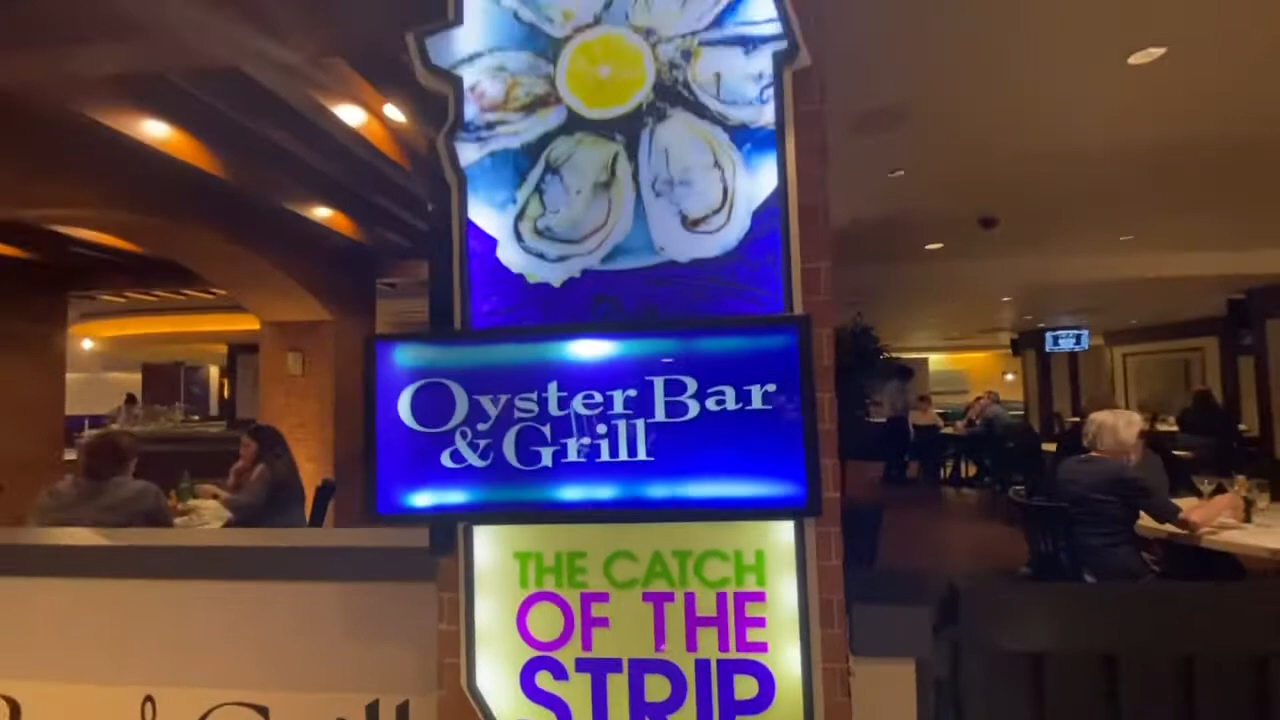 Oyster Bar
& Grill
THE CATCH
OF THE
STRIP